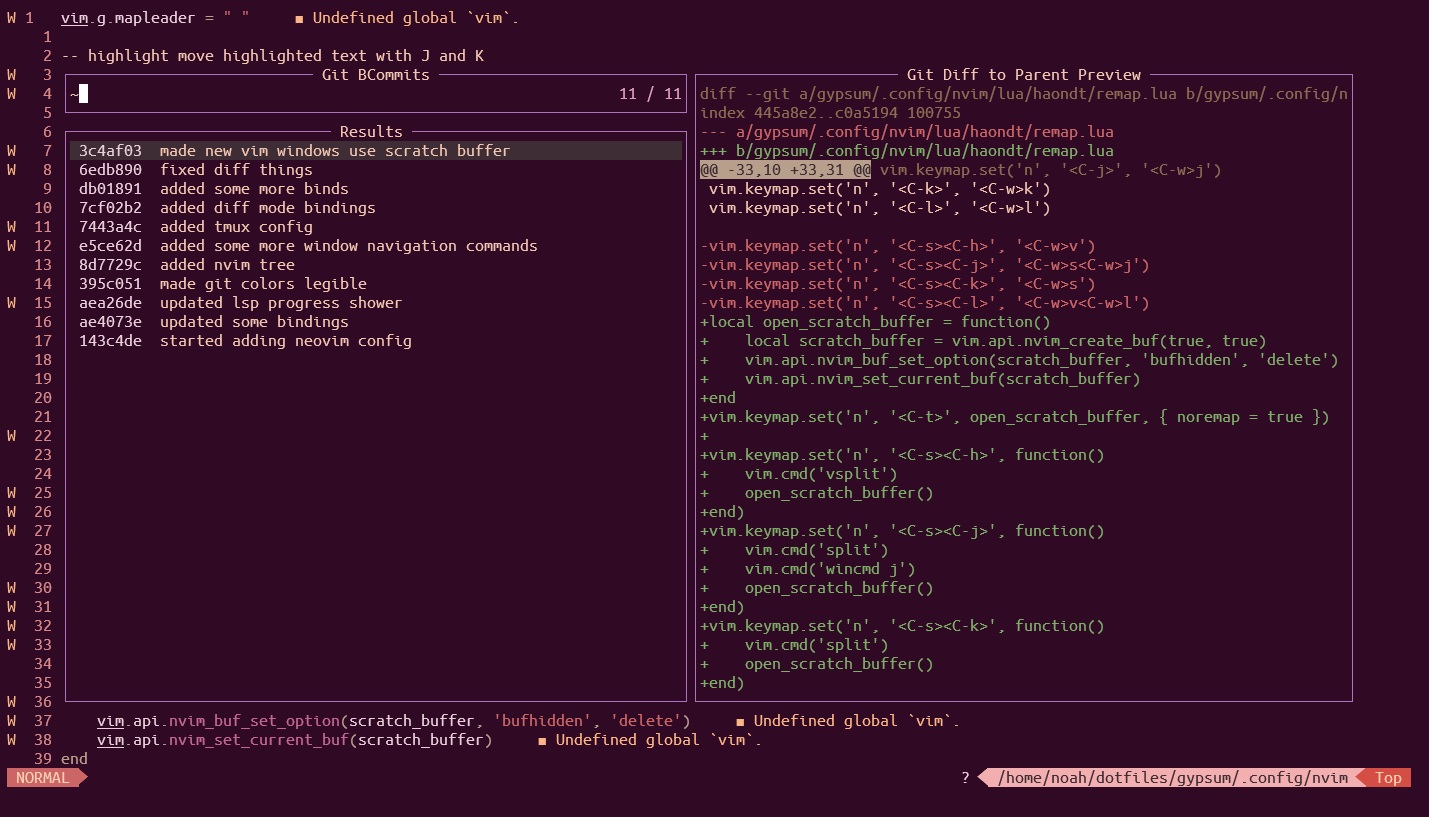 W 1 vim.g.mapleader = " " ■ Undefined global `vim`.
1
2 -- highlight move highlighted text with J and K
W 3
W 4
5
6
W 7
W 8
9
10
W 11
W 12
13
14
W 15
16
17
18
19
20
21
W 22
23
24
W 25
W 26
W 27
28
29
W 30
W 31
W 32
W 33
34
35
W 36
Git BCommits
~ 11 / 11
Results
3c4af03 made new vim windows use scratch buffer
6edb890 fixed diff things
db01891 added some more binds
7cf02b2 added diff mode bindings
7443a4c added tmux config
e5ce62d added some more window navigation commands
8d7729c added nvim tree
395c051 made git colors legible
aea26de updated lsp progress shower
ae4073e updated some bindings
143c4de started adding neovim config
Git Diff to Parent Preview
diff --git a/gypsum/.config/nvim/lua/haondt/remap.lua b/gypsum/.config/n
index 445a8e2..c0a5194 100755
--- a/gypsum/.config/nvim/lua/haondt/remap.lua
+++ b/gypsum/.config/nvim/lua/haondt/remap.lua
@@ -33,10 +33,31 @@ vim.keymap.set('n', '<C-j>', '<C-w>j')
 vim.keymap.set('n', '<C-k>', '<C-w>k')
 vim.keymap.set('n', '<C-l>', '<C-w>l')
-vim.keymap.set('n', '<C-s><C-h>', '<C-w>v')
-vim.keymap.set('n', '<C-s><C-j>', '<C-w>s<C-w>j')
-vim.keymap.set('n', '<C-s><C-k>', '<C-w>s')
-vim.keymap.set('n', '<C-s><C-l>', '<C-w>v<C-w>l')
+local open_scratch_buffer = function()
+    local scratch_buffer = vim.api.nvim_create_buf(true, true)
+    vim.api.nvim_buf_set_option(scratch_buffer, 'bufhidden', 'delete')
+    vim.api.nvim_set_current_buf(scratch_buffer)
+end
+vim.keymap.set('n', '<C-t>', open_scratch_buffer, { noremap = true })
+
+vim.keymap.set('n', '<C-s><C-h>', function()
+    vim.cmd('vsplit')
+    open_scratch_buffer()
+end)
+vim.keymap.set('n', '<C-s><C-j>', function()
+    vim.cmd('split')
+    vim.cmd('wincmd j')
+    open_scratch_buffer()
+end)
+vim.keymap.set('n', '<C-s><C-k>', function()
+    vim.cmd('split')
+    open_scratch_buffer()
+end)
W 37 vim.api.nvim_buf_set_option(scratch_buffer, 'bufhidden', 'delete') ■ Undefined global `vim`.
W 38 vim.api.nvim_set_current_buf(scratch_buffer) ■ Undefined global `vim`.
39 end
NORMAL ? /home/noah/dotfiles/gypsum/.config/nvim Top